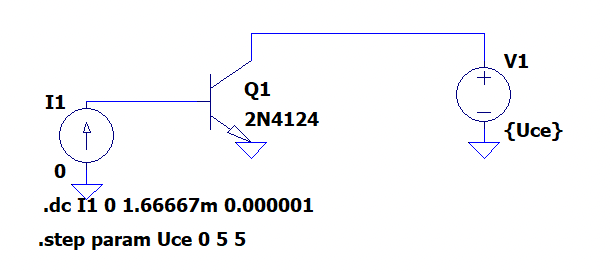 V1
I1
Q1
2N4124
{Uce}
0
.dc I1 0 1.66667m 0.000001
.step param Uce 0 5 5